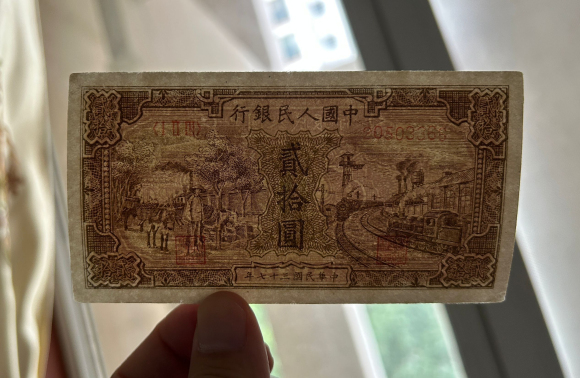 中國人民銀行
貳拾圓
中華民國三十七年